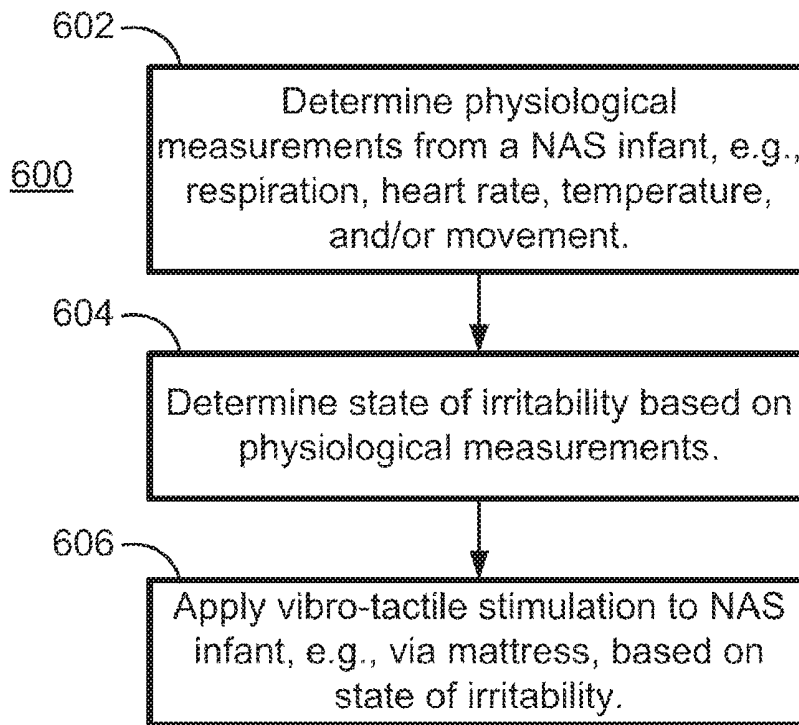 602
Determine physiological
measurements from a NAS infant, e.g.,
respiration, heart rate, temperature,
and/or movement.
600
604
Determine state of irritability based on
physiological measurements.
606
Apply vibro-tactile stimulation to NAS
infant, e.g., via mattress, based on
state of irritability.